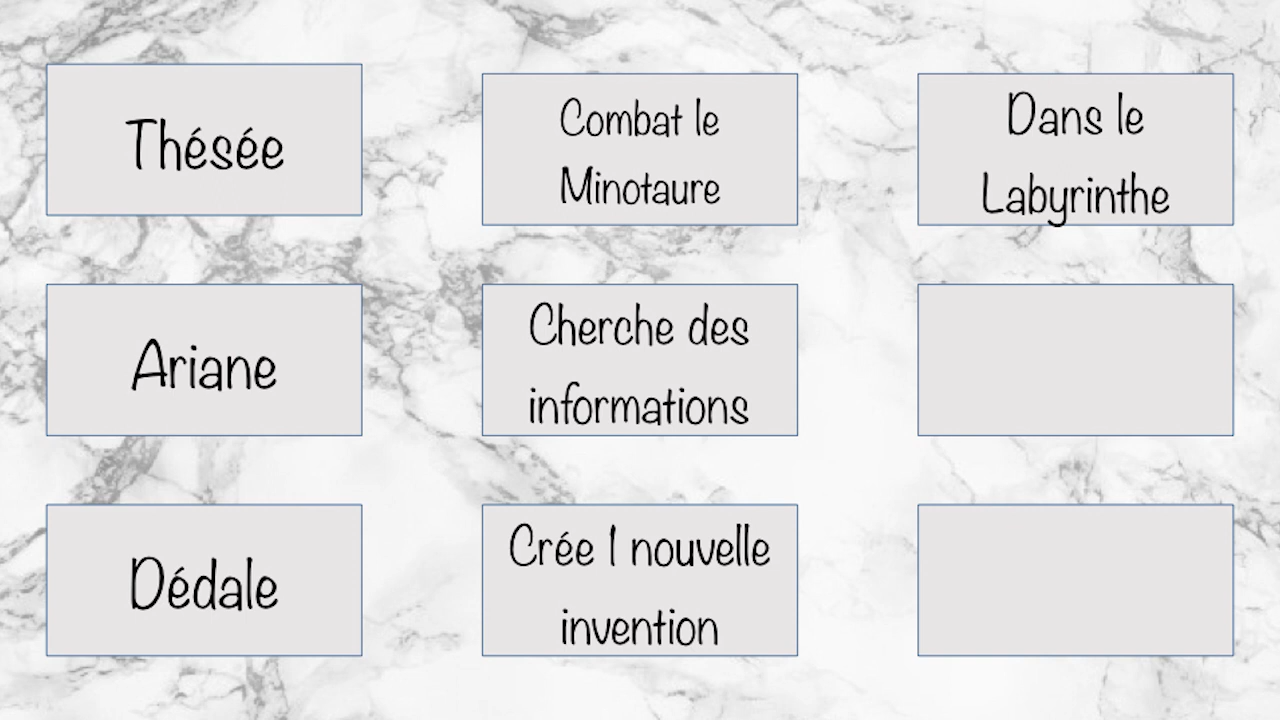 Thésée
Combat le
Minotaure
Dans le
Labyrinthe
Ariane
Cherche des
informations
Dédale
Crée 1 nouvelle
invention